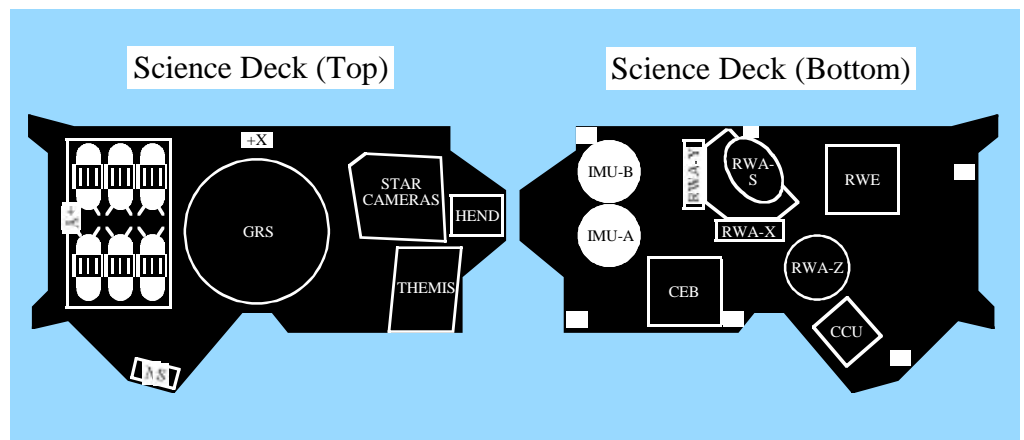 Science Deck (Top)
Science Deck (Bottom)
+X
STAR
CAMERAS
HEND
GRS
THEMIS
IMU-B
IMU-A
RWA-Y
RWA-
S
RWE
RWA-X
RWA-Z
CEB
CCU